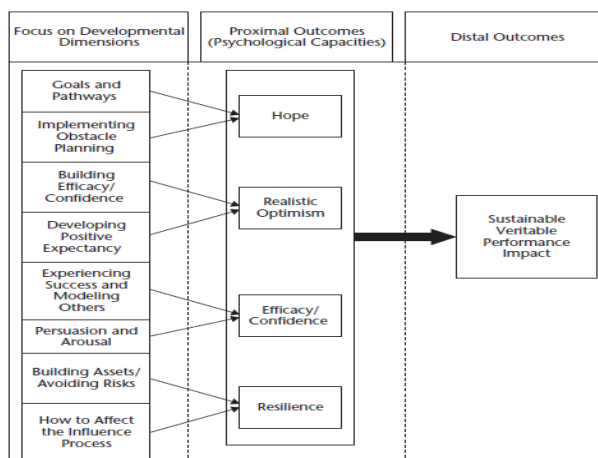 Focus on Developmental
Dimensions
Proximal Outcomes
(Psychological Capacities)
Distal Outcomes
Goals and
Pathways
Implementing
Obstacle
Planning
Building
Efficacy/
Confidence
Developing
Positive
Expectancy
Experiencing
Success and
Modeling
Others
Persuasion and
Arousal
Building Assets/
Avoiding Risks
How to Affect
the Influence
Process
Hope
Realistic
Optimism
Efficacy/
Confidence
Resilience
Sustainable
Veritable
Performance
Impact